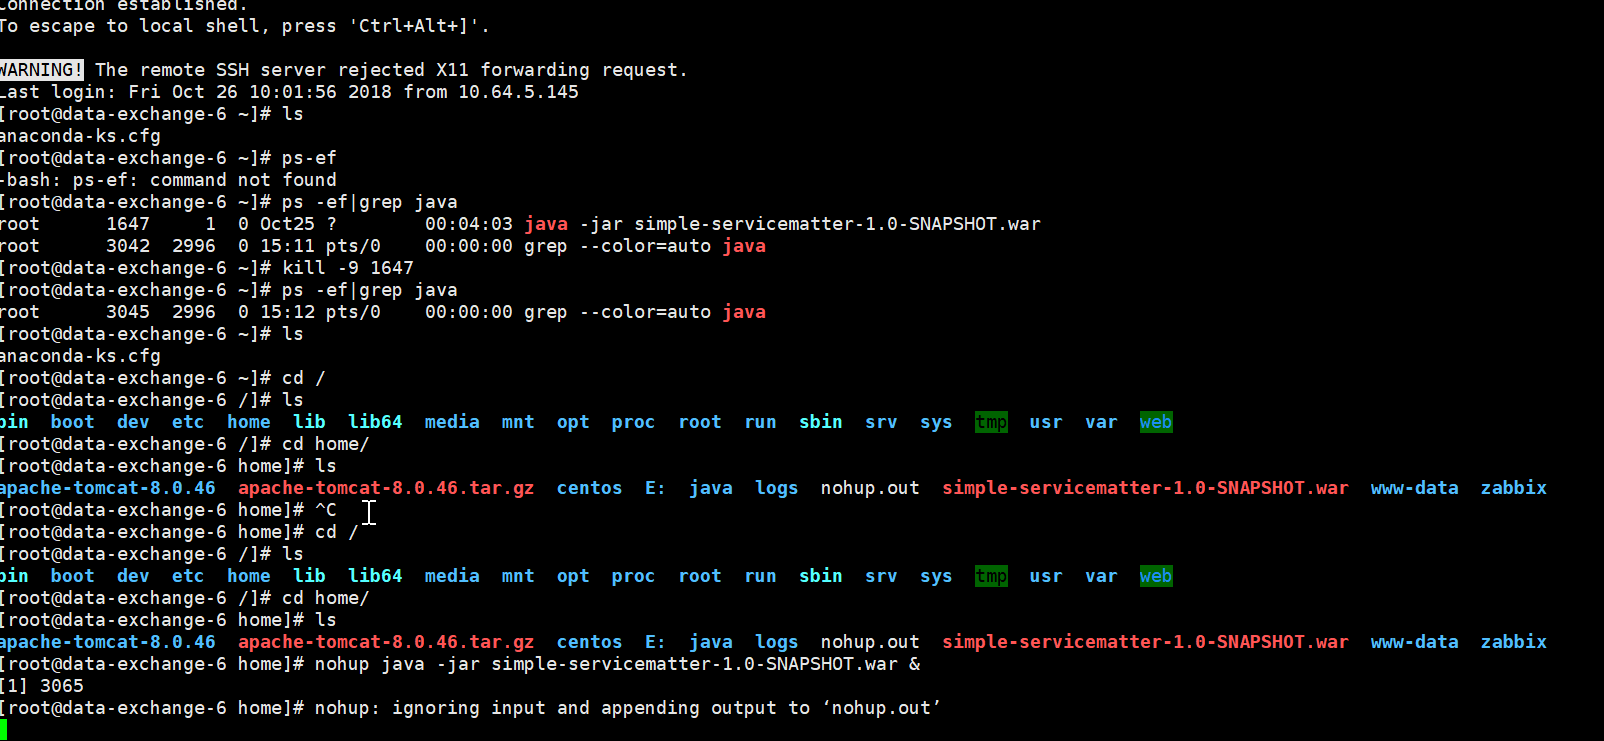 Connection established.
To escape to local shell, press 'Ctrl+Alt+]'.
WARNING! The remote SSH server rejected X11 forwarding request.
Last login: Fri Oct 26 10:01:56 2018 from 10.64.5.145
[root@data-exchange-6 ~]# ls
anaconda-ks.cfg
[root@data-exchange-6 ~]# ps-ef
-bash: ps-ef: command not found
[root@data-exchange-6 ~]# ps -ef|grep java
root      1647     1  0 Oct25 ?        00:04:03 java -jar simple-servicematter-1.0-SNAPSHOT.war
root      3042  2996  0 15:11 pts/0    00:00:00 grep --color=auto java
[root@data-exchange-6 ~]# kill -9 1647
[root@data-exchange-6 ~]# ps -ef|grep java
root      3045  2996  0 15:12 pts/0    00:00:00 grep --color=auto java
[root@data-exchange-6 ~]# ls
anaconda-ks.cfg
[root@data-exchange-6 ~]# cd /
[root@data-exchange-6 /]# ls
bin  boot  dev  etc  home  lib  lib64  media  mnt  opt  proc  root  run  sbin  srv  sys  tmp  usr  var  web
[root@data-exchange-6 /]# cd home/
[root@data-exchange-6 home]# ls
apache-tomcat-8.0.46  apache-tomcat-8.0.46.tar.gz  centos  E:  java  logs  nohup.out  simple-servicematter-1.0-SNAPSHOT.war  www-data  zabbix
[root@data-exchange-6 home]# ^C
[root@data-exchange-6 home]# cd /
[root@data-exchange-6 /]# ls
bin  boot  dev  etc  home  lib  lib64  media  mnt  opt  proc  root  run  sbin  srv  sys  tmp  usr  var  web
[root@data-exchange-6 /]# cd home/
[root@data-exchange-6 home]# ls
apache-tomcat-8.0.46  apache-tomcat-8.0.46.tar.gz  centos  E:  java  logs  nohup.out  simple-servicematter-1.0-SNAPSHOT.war  www-data  zabbix
[root@data-exchange-6 home]# nohup java -jar simple-servicematter-1.0-SNAPSHOT.war &
[1] 3065
[root@data-exchange-6 home]# nohup: ignoring input and appending output to ‘nohup.out’